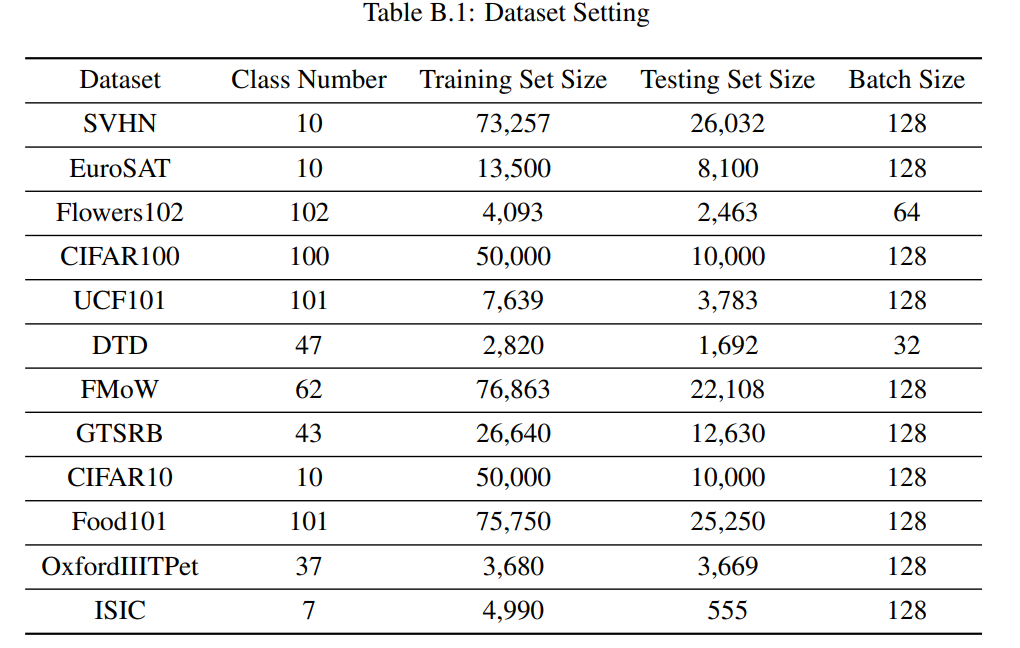 Table B.1: Dataset Setting
Dataset Class Number Training Set Size Testing Set Size Batch Size
SVHN 10 73,257 26,032 128
EuroSAT 10 13,500 8,100 128
Flowers102 102 4,093 2,463 64
CIFAR100 100 50,000 10,000 128
UCF101 101 7,639 3,783 128
DTD 47 2,820 1,692 32
FMoW 62 76,863 22,108 128
GTSRB 43 26,640 12,630 128
CIFAR10 10 50,000 10,000 128
Food101 101 75,750 25,250 128
OxfordIIITPet 37 3,680 3,669 128
ISIC 7 4,990 555 128